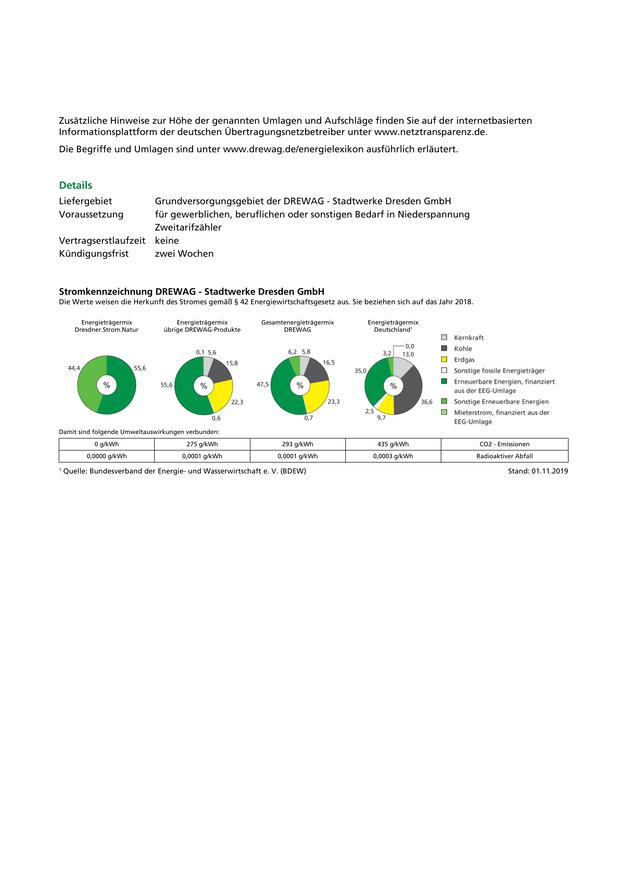 Zusätzliche Hinweise zur Höhe der genannten Umlagen und Aufschläge finden Sie auf der internetbasierten
Informationsplattform der deutschen Übertragungsnetzbetreiber unter www.netztransparenz.de.
Die Begriffe und Umlagen sind unter www.drewag.de/energielexikon ausführlich erläutert.
Details
Liefergebiet Grundversorgungsgebiet der DREWAG - Stadtwerke Dresden GmbH
Voraussetzung für gewerblichen, beruflichen oder sonstigen Bedarf in Niederspannung
Zweitarifzähler
Vertragserstlaufzeit keine
Kündigungsfrist zwei Wochen
Stromkennzeichnung DREWAG - Stadtwerke Dresden GmbH
Die Werte weisen die Herkunft des Stromes gemäß § 42 Energiewirtschaftsgesetz aus. Sie beziehen sich auf das Jahr 2018.
Energieträgermix
Dresdner.Strom.Natur
44,4
55,6
%
Energieträgermix
übrige DREWAG-Produkte
0,1 5,6
15,8
55,6
%
22,3
0,6
Gesamtenergieträgermix
DREWAG
6,2 5,8
16,5
47,5
%
23,3
0,7
Energieträgermix
Deutschland¹
0,0
3,2 13,0
35,0
%
36,6
2,5
9,7
Kernkraft
Kohle
Erdgas
Sonstige fossile Energieträger
Erneuerbare Energien, finanziert
aus der EEG-Umlage
Sonstige Erneuerbare Energien
Mieterstrom, finanziert aus der
EEG-Umlage
Damit sind folgende Umweltauswirkungen verbunden:
0 g/kWh 275 g/kWh 293 g/kWh 435 g/kWh CO2 - Emissionen
0,0000 g/kWh 0,0001 g/kWh 0,0001 g/kWh 0,0003 g/kWh Radioaktiver Abfall
¹ Quelle: Bundesverband der Energie- und Wasserwirtschaft e. V. (BDEW) Stand: 01.11.2019